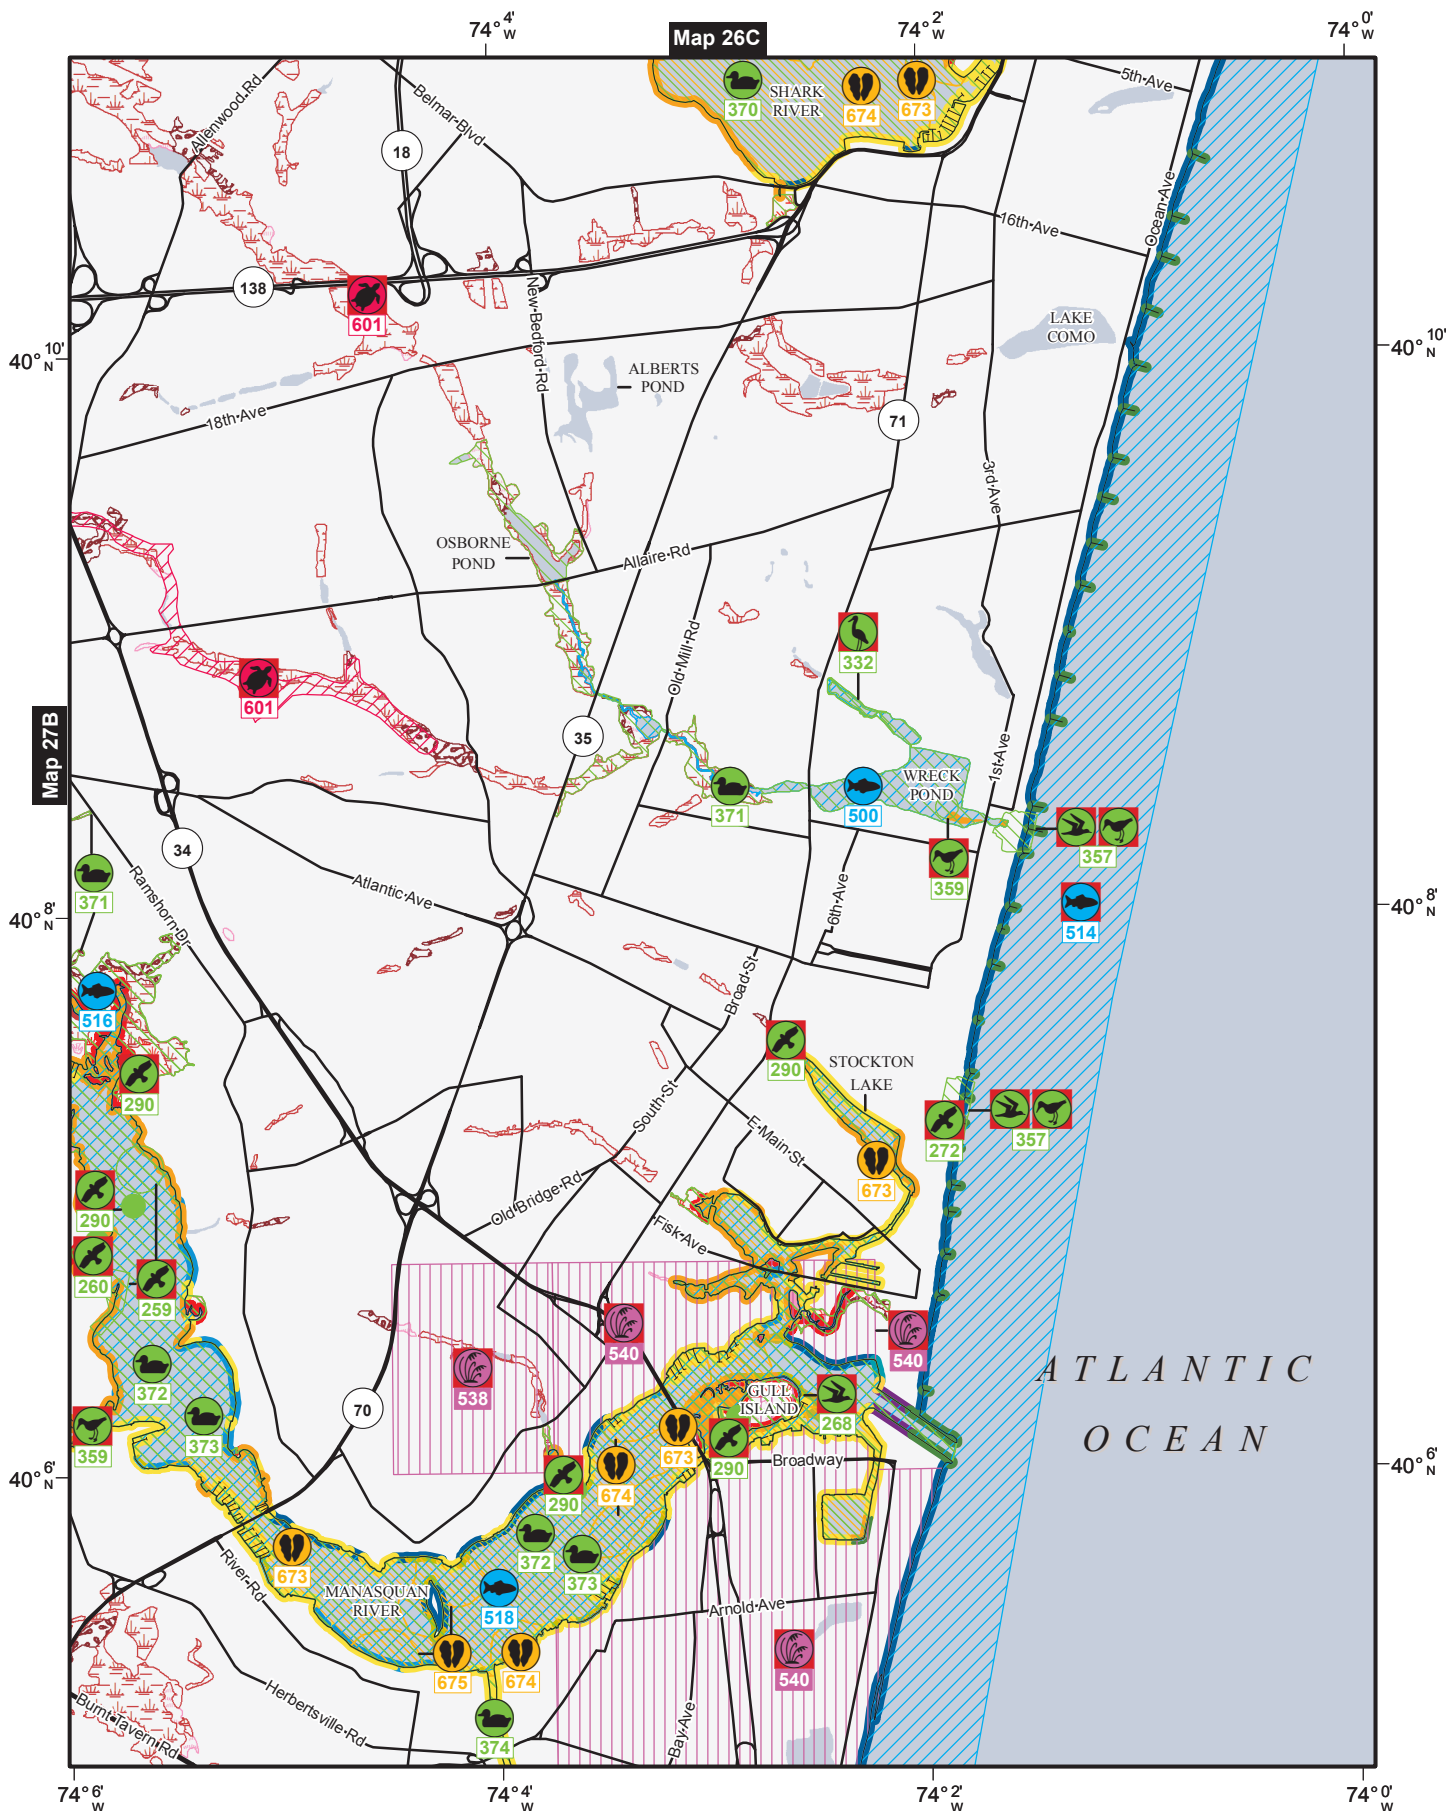 74° 4' W
Map 26C
74° 2' W
74° 0' W
5th Ave
Allenwood Rd
Belmar Blvd
370
SHARK
RIVER
674
673
18
16th Ave
Ocean Ave
138
601
New Bedford Rd
LAKE
COMO
40° 10' N
40° 10' N
ALBERTS
POND
18th Ave
71
3rd Ave
OSBORNE
POND
Allaire Rd
332
Old Mill Rd
601
35
Map 27B
1st Ave
WRECK
POND
371
500
357
34
359
371
Ramshorn Dr
Atlantic Ave
6th Ave
514
40° 8' N
40° 8' N
Broad St
516
290
STOCKTON
LAKE
290
South St
E Main St
272
357
673
290
Old Bridge Rd
Fisk Ave
260
259
540
540
372
538
ATLANTIC
OCEAN
GULL
ISLAND
268
70
359
373
673
290
Broadway
40° 6' N
40° 6' N
290
674
372
373
673
River Rd
MANASQUAN
RIVER
518
Arnold Ave
675
674
540
Herbertsville Rd
Burnt Tavern Rd
374
Bay Ave
74° 6' W
74° 4' W
74° 2' W
74° 0' W